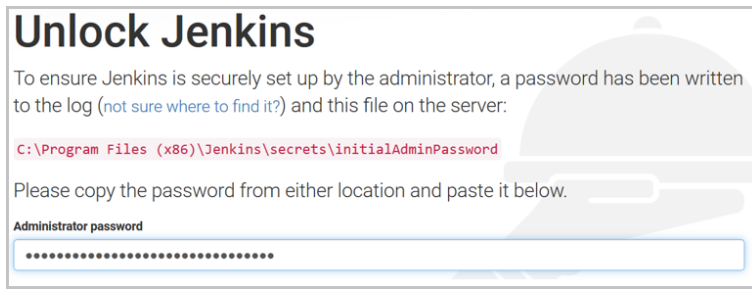 Unlock Jenkins
To ensure Jenkins is securely set up by the administrator, a password has been written
to the log (not sure where to find it?) and this file on the server:
C:\Program Files (x86)\Jenkins\secrets\initialAdminPassword
Please copy the password from either location and paste it below.
Administrator password
••••••••••••••••••••••••••••••••